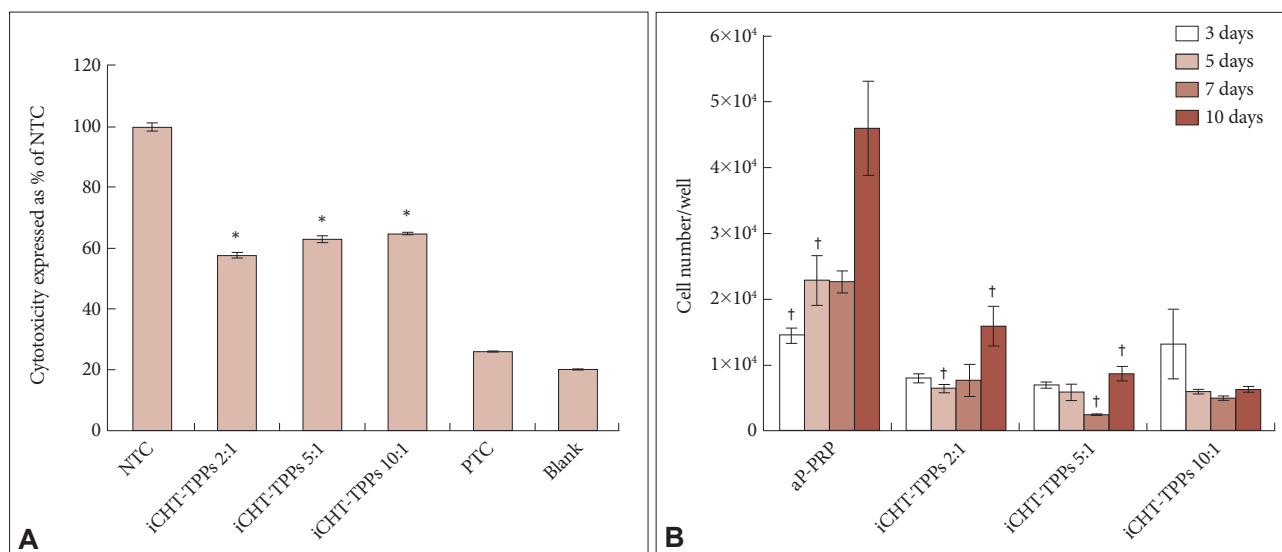 120
100
80
60
40
20
0
Cytotoxicity expressed as % of NTC
*
*
*
NTC
iCHT-TPPs 2:1
iCHT-TPPs 5:1
iCHT-TPPs 10:1
PTC
Blank
A
6×10⁴
5×10⁴
4×10⁴
3×10⁴
2×10⁴
1×10⁴
0
Cell number/well
3 days
5 days
7 days
10 days
†
†
†
†
†
†
aP-PRP
iCHT-TPPs 2:1
iCHT-TPPs 5:1
iCHT-TPPs 10:1
B